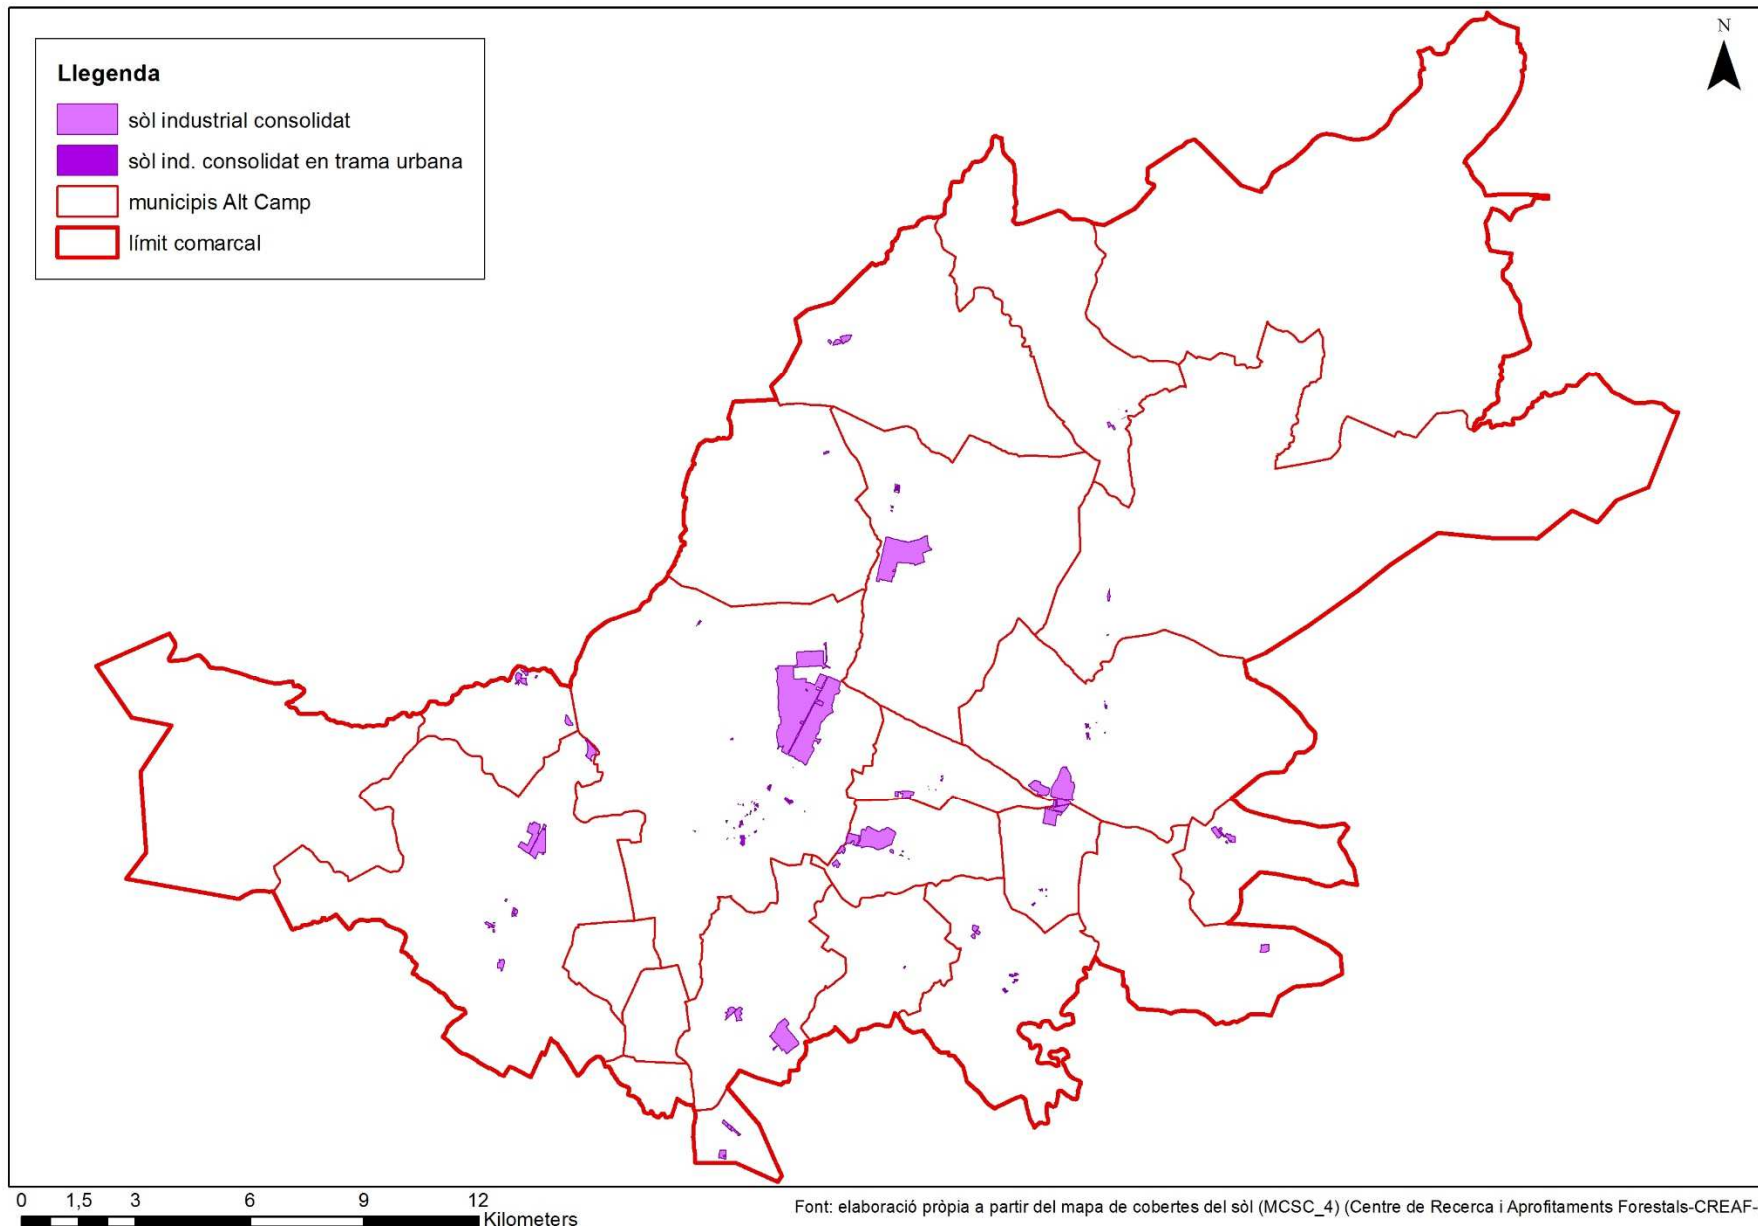 Llegenda
sòl industrial consolidat
sòl ind. consolidat en trama urbana
municipis Alt Camp
límit comarcal
N
0 1,5 3 6 9 12
Kilometers
Font: elaboració pròpia a partir del mapa de cobertes del sòl (MCSC_4) (Centre de Recerca i Aprofitaments Forestals-CREAF-